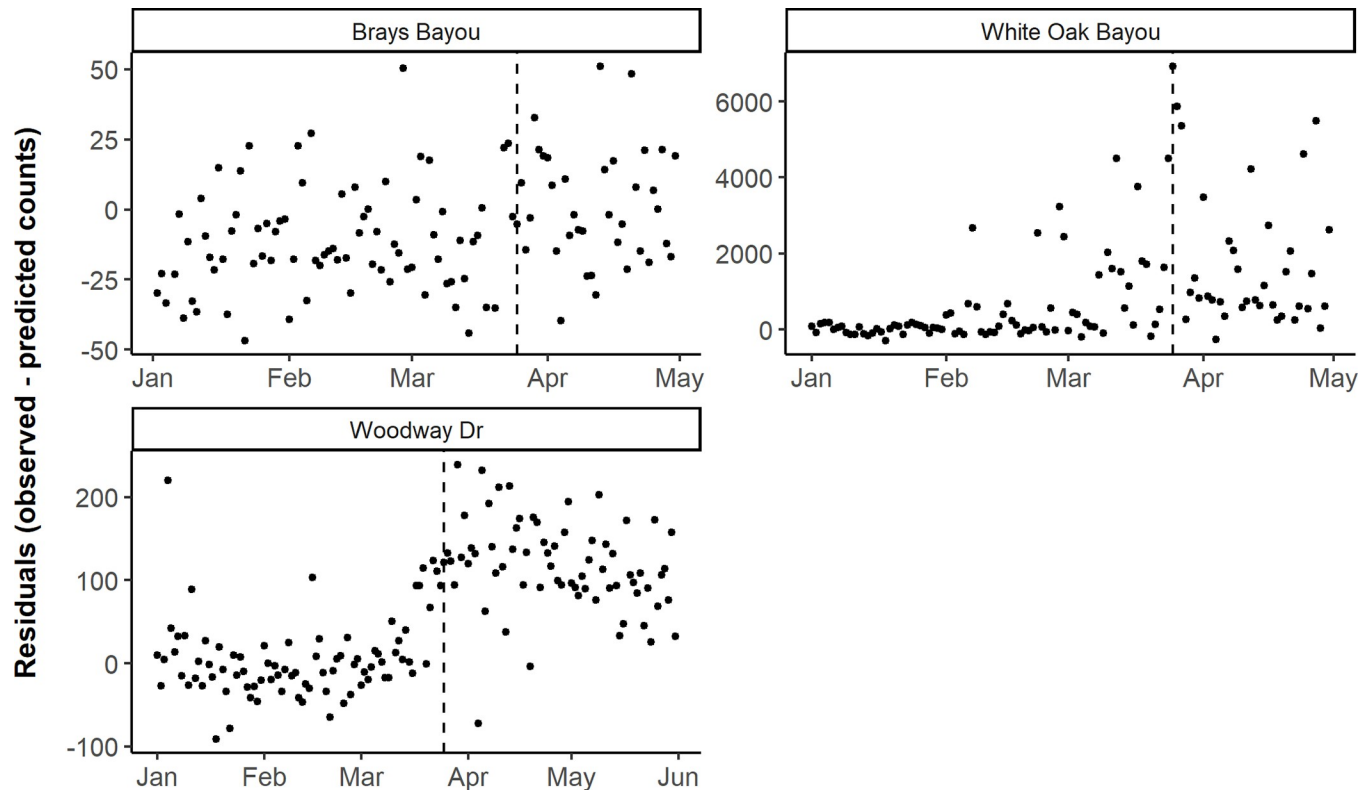 Residuals (observed - predicted counts)
Brays Bayou
50
25
0
-25
-50
Jan Feb Mar Apr May
White Oak Bayou
6000
4000
2000
0
Jan Feb Mar Apr May
Woodway Dr
200
100
0
-100
Jan Feb Mar Apr May Jun